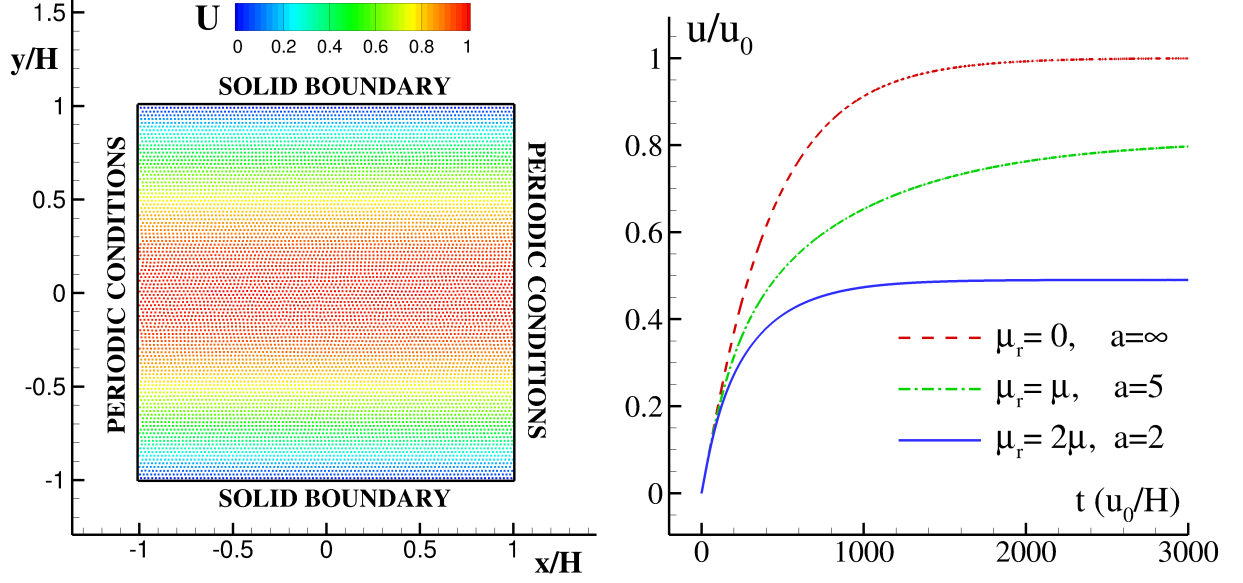 U
0 0.2 0.4 0.6 0.8 1
y/H
1.5
1
0.5
0
-0.5
-1
SOLID BOUNDARY
PERIODIC CONDITIONS
PERIODIC CONDITIONS
SOLID BOUNDARY
-1 -0.5 0 0.5 1
x/H
u/u₀
1
0.8
0.6
0.4
0.2
0
μᵣ= 0, a=∞
μᵣ= μ, a=5
μᵣ= 2μ, a=2
t (u₀/H)
0 1000 2000 3000